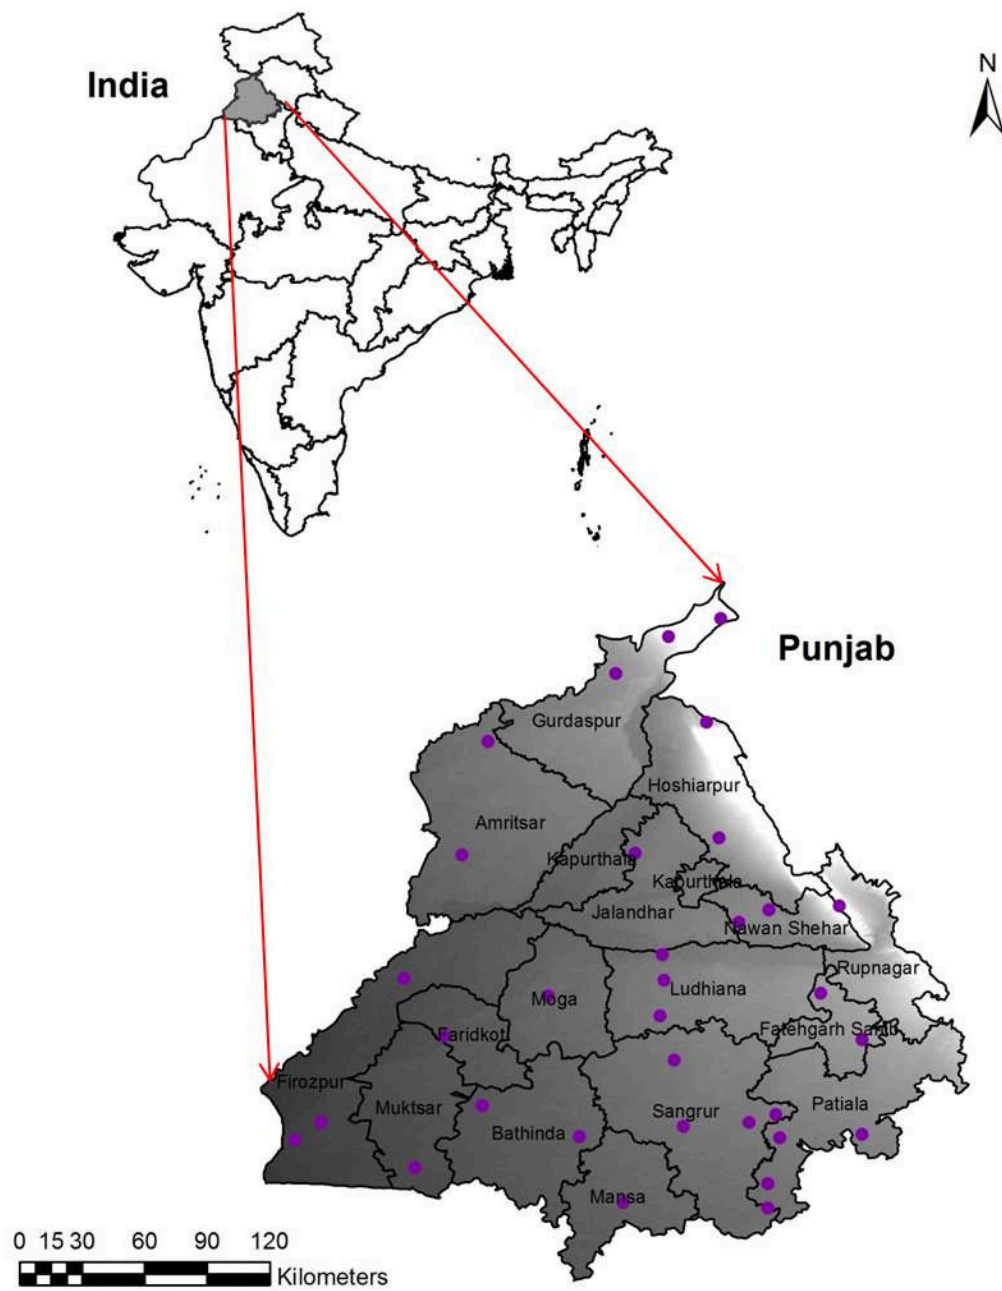 India
N
Punjab
Gurdaspur
Hoshiarpur
Amritsar
Kapurthala
Kapurthala
Jalandhar
Nawan Shehar
Rupnagar
Ludhiana
Moga
Fatehgarh Sahib
Faridkot
Firozpur
Muktsar
Patiala
Sangrur
Bathinda
Mansa
0 15 30 60 90 120
Kilometers